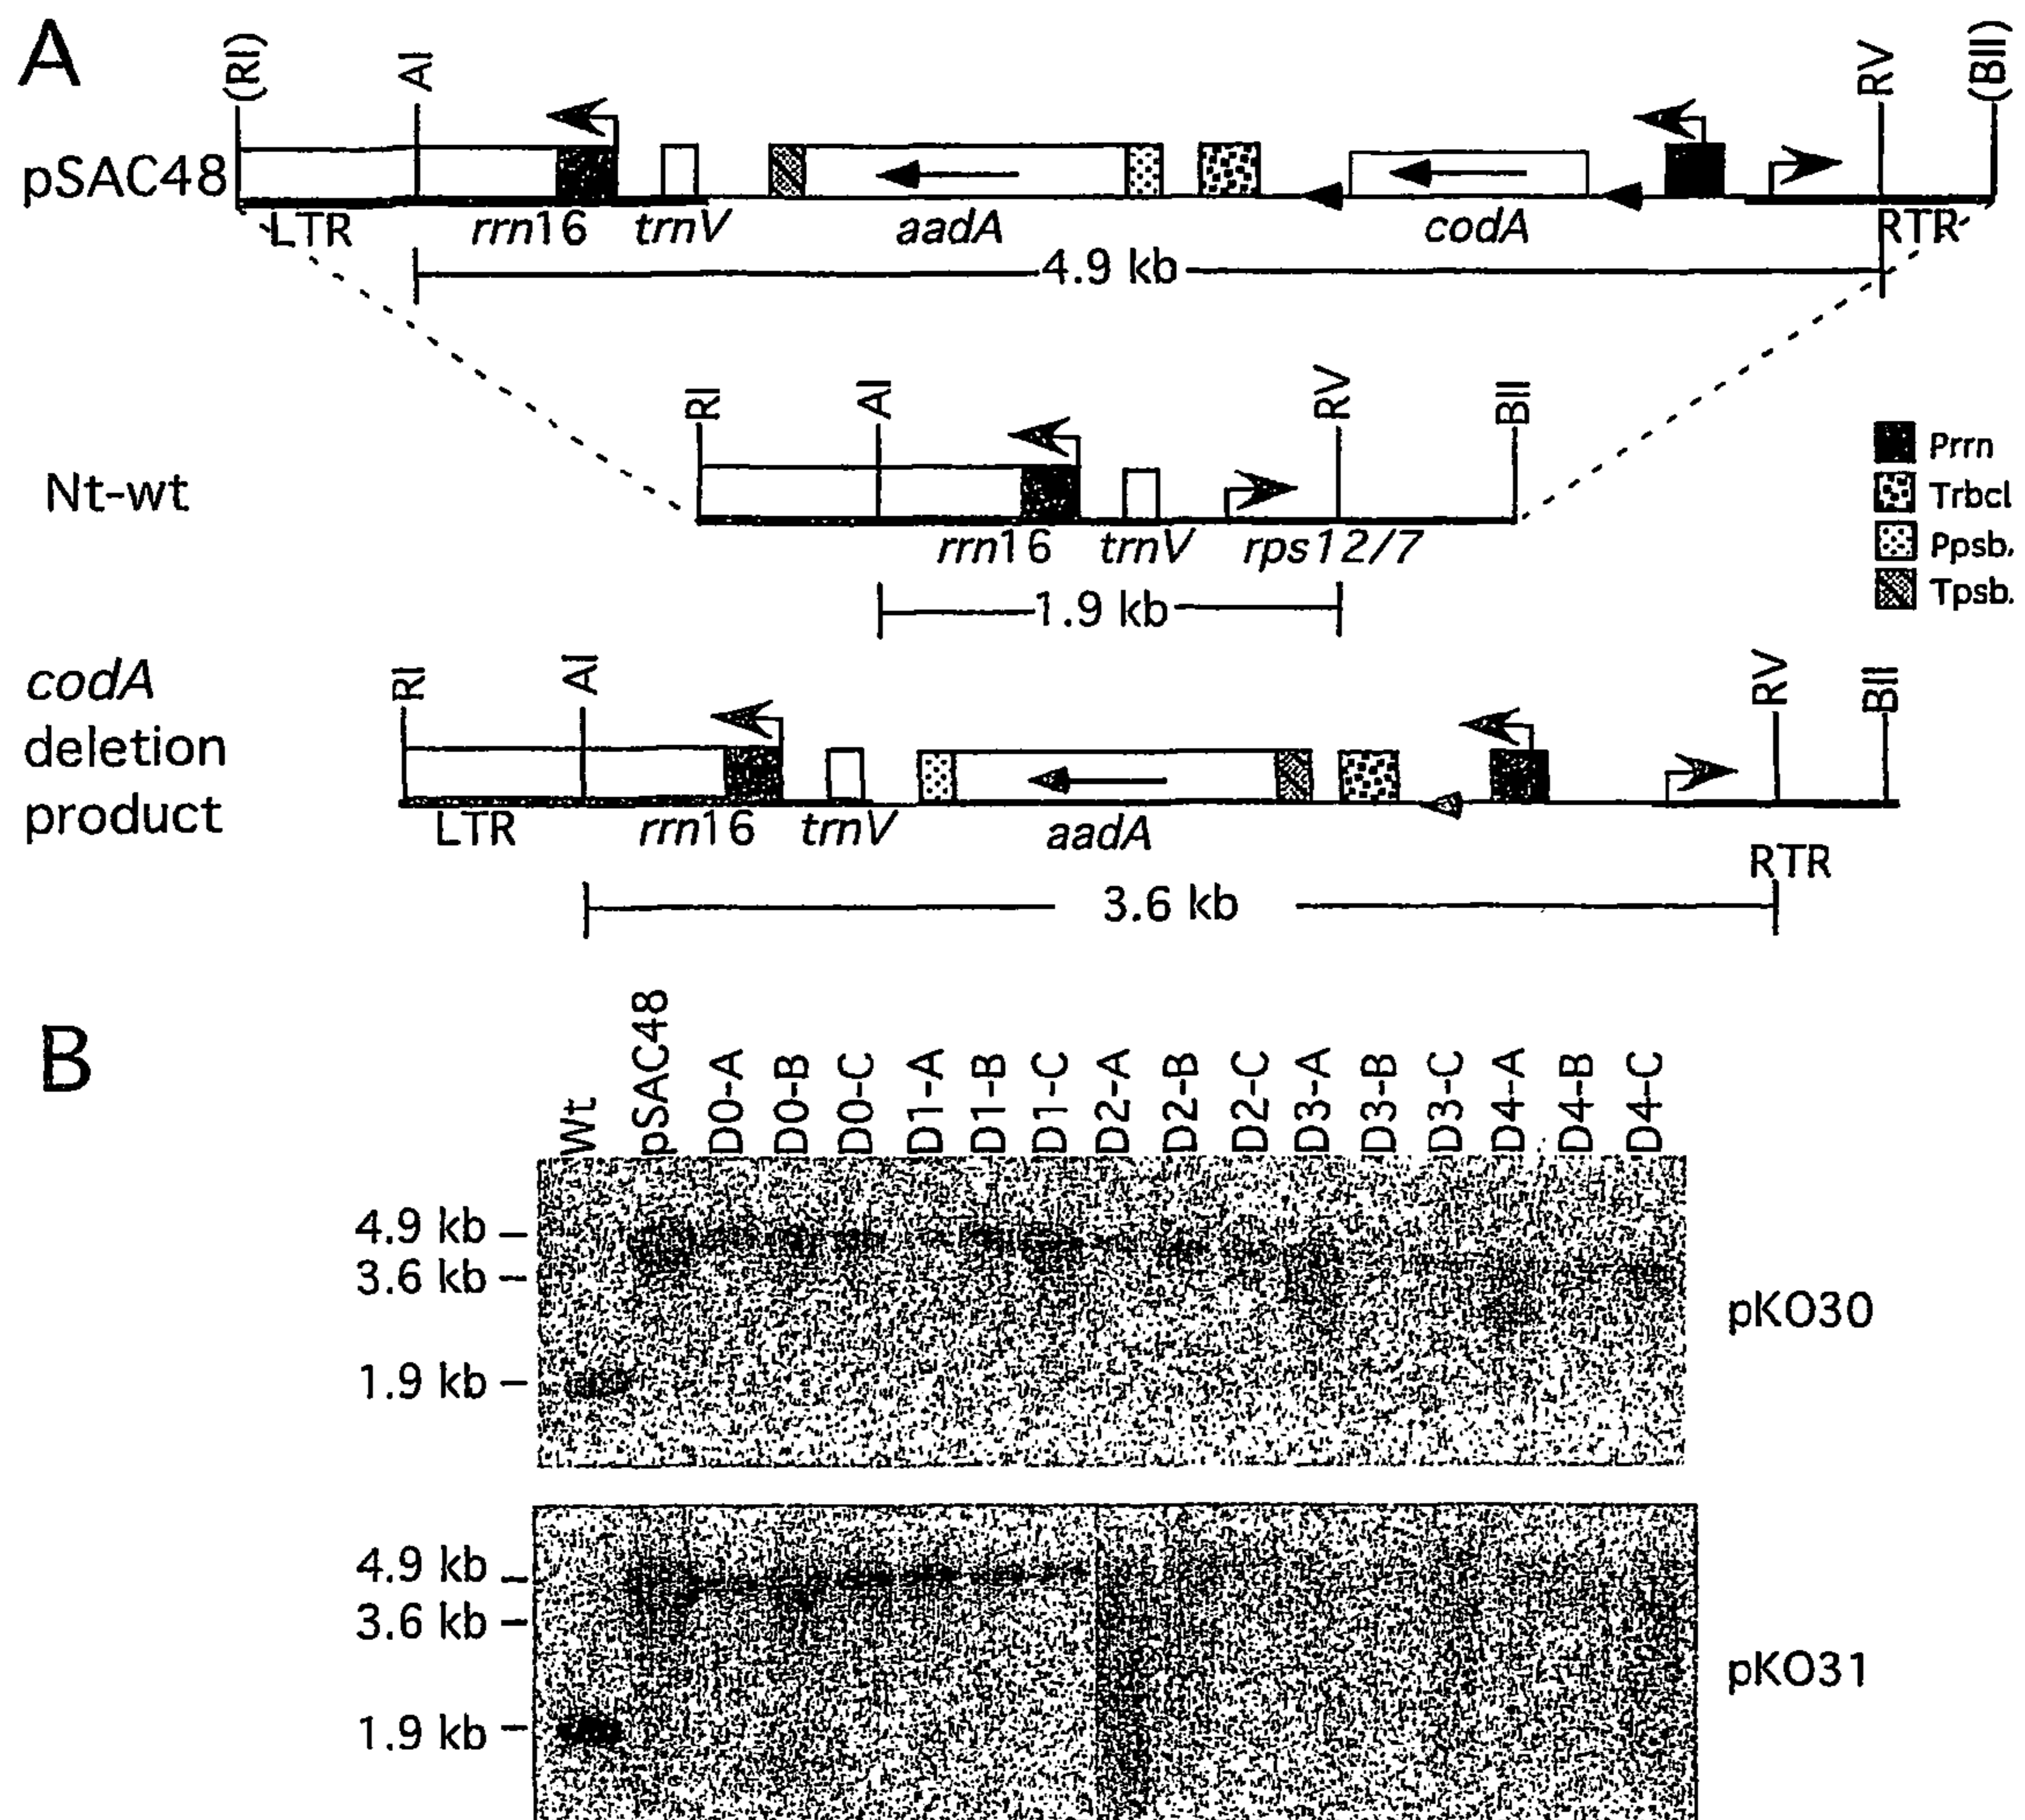 A
(RI)
AI
RV
(BII)
pSAC48
LTR
rrn16
trnV
aadA
codA
RTR
4.9 kb
RI
AI
RV
BII
Nt-wt
rrn16
trnV
rps12/7
1.9 kb
Prrn
Trbcl
Ppsb.
Tpsb.
codA
deletion
product
RI
AI
RV
BII
LTR
rrn16
trnV
aadA
RTR
3.6 kb
B
Wt
pSAC48
D0-A
D0-B
D0-C
D1-A
D1-B
D1-C
D2-A
D2-B
D2-C
D3-A
D3-B
D3-C
D4-A
D4-B
D4-C
4.9 kb
3.6 kb
1.9 kb
pKO30
4.9 kb
3.6 kb
1.9 kb
pKO31